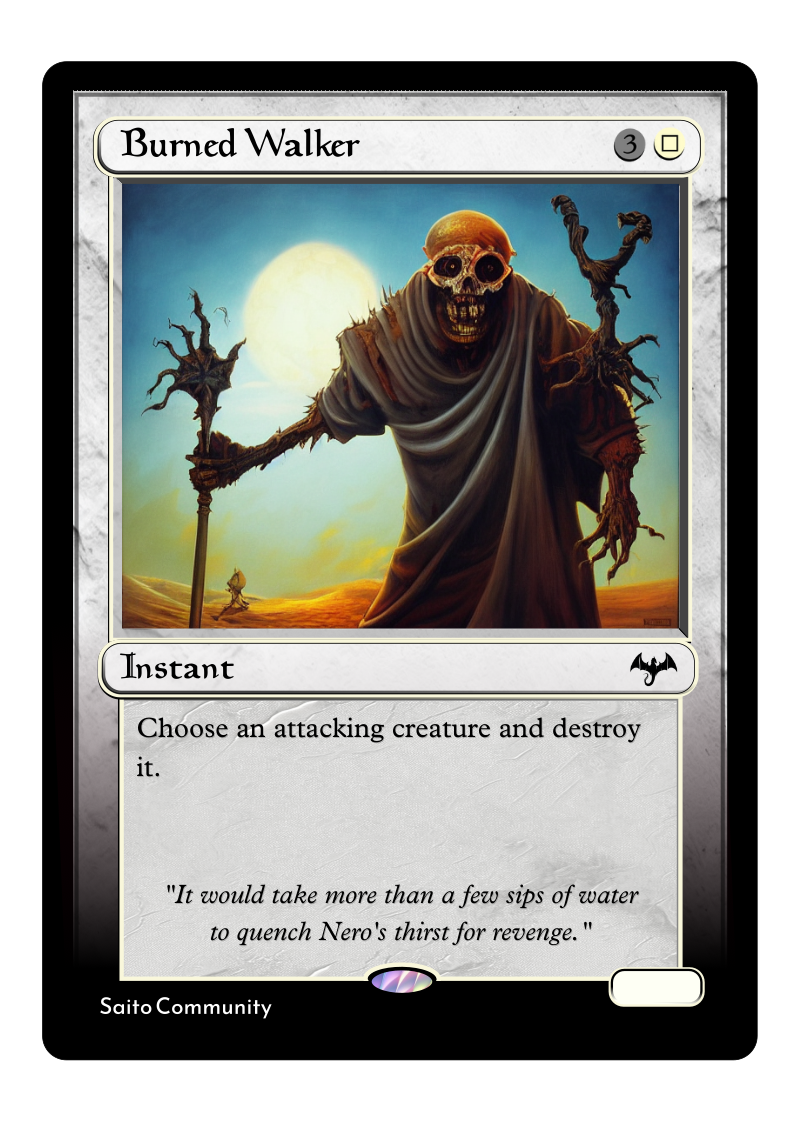 Burned Walker
3
Instant
Choose an attacking creature and destroy
it.
"It would take more than a few sips of water
to quench Nero's thirst for revenge."
Saito Community